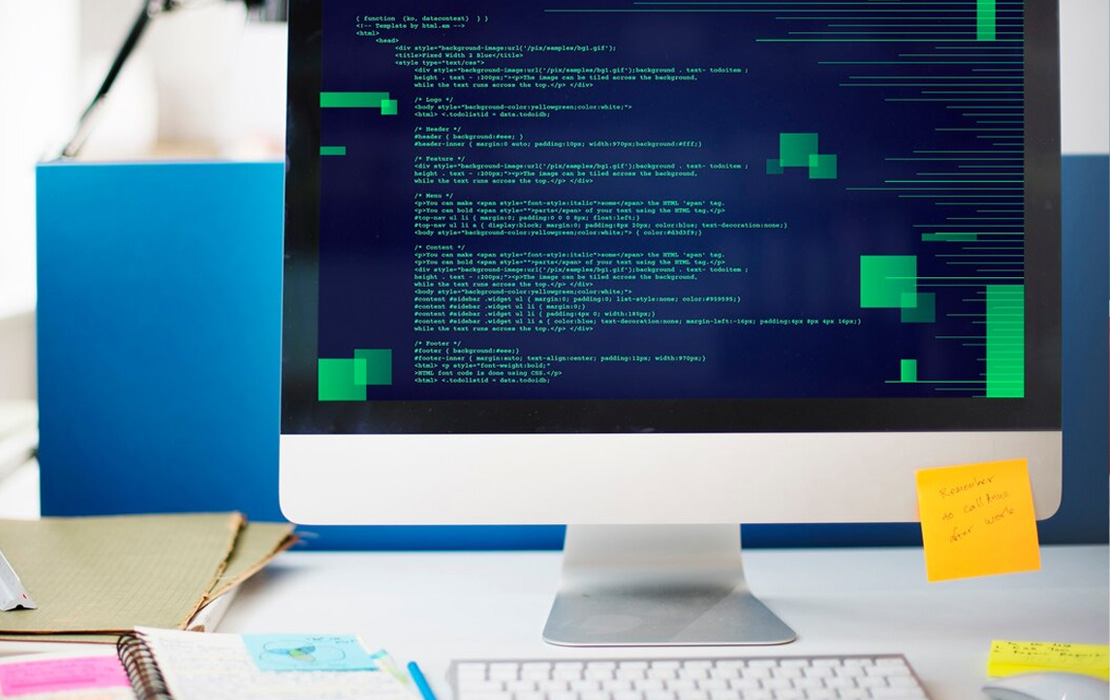 { function  (ko, datacontext)  } }
<!-- Template by html.am -->
<html>
<head>
<div style="background-image:url('/pix/samples/bg1.gif');
<title>Fixed Width 2 Blue</title>
<style type="text/css">
<div style="background-image:url('/pix/samples/bg1.gif');background . text- todoitem ;
height . text - :200px;"><p>The image can be tiled across the background,
while the text runs across the top.</p> </div>
/* Logo */
<body style="background-color:yellowgreen;color:white;">
<html> <.todolistid = data.todoidb;
/* Header */
#header { background:#eee; }
#header-inner { margin:0 auto; padding:10px; width:970px;background:#fff;}
/* Feature */
<div style="background-image:url('/pix/samples/bg1.gif');background . text- todoitem ;
height . text - :200px;"><p>The image can be tiled across the background,
while the text runs across the top.</p> </div>
/* Menu */
<p>You can make <span style="font-style:italic">some</span> the HTML 'span' tag.
<p>You can bold <span style="">parts</span> of your text using the HTML tag.</p>
#top-nav ul li { margin:0; padding:0 0 0 8px; float:left;}
#top-nav ul li a { display:block; margin:0; padding:8px 20px; color:blue; text-decoration:none;}
<body style="background-color:yellowgreen;color:white;"> { color:#d3d3f9;}
/* Content */
<p>You can make <span style="font-style:italic">some</span> the HTML 'span' tag.
<p>You can bold <span style="">parts</span> of your text using the HTML tag.</p>
<div style="background-image:url('/pix/samples/bg1.gif');background . text- todoitem ;
height . text - :100px;"><p>The image can be tiled across the background,
while the text runs across the top.</p> </div>
<body style="background-color:yellowgreen;color:white;">
#content #sidebar .widget ul { margin:0; padding:0; list-style:none; color:#959595;}
#content #sidebar .widget ul li { margin:0;}
#content #sidebar .widget ul li { padding:4px 0; width:185px;}
#content #sidebar .widget ul li a { color:blue; text-decoration:none; margin-left:-16px; padding:4px 8px 4px 16px;}
while the text runs across the top.</p> </div>
/* Footer */
#footer { background:#eee;}
#footer-inner { margin:auto; text-align:center; padding:12px; width:970px;}
<html> <p style="font-weight:bold;"
>HTML font code is done using CSS.</p>
<html> <.todolistid = data.todoidb;
Remember
to call
after work